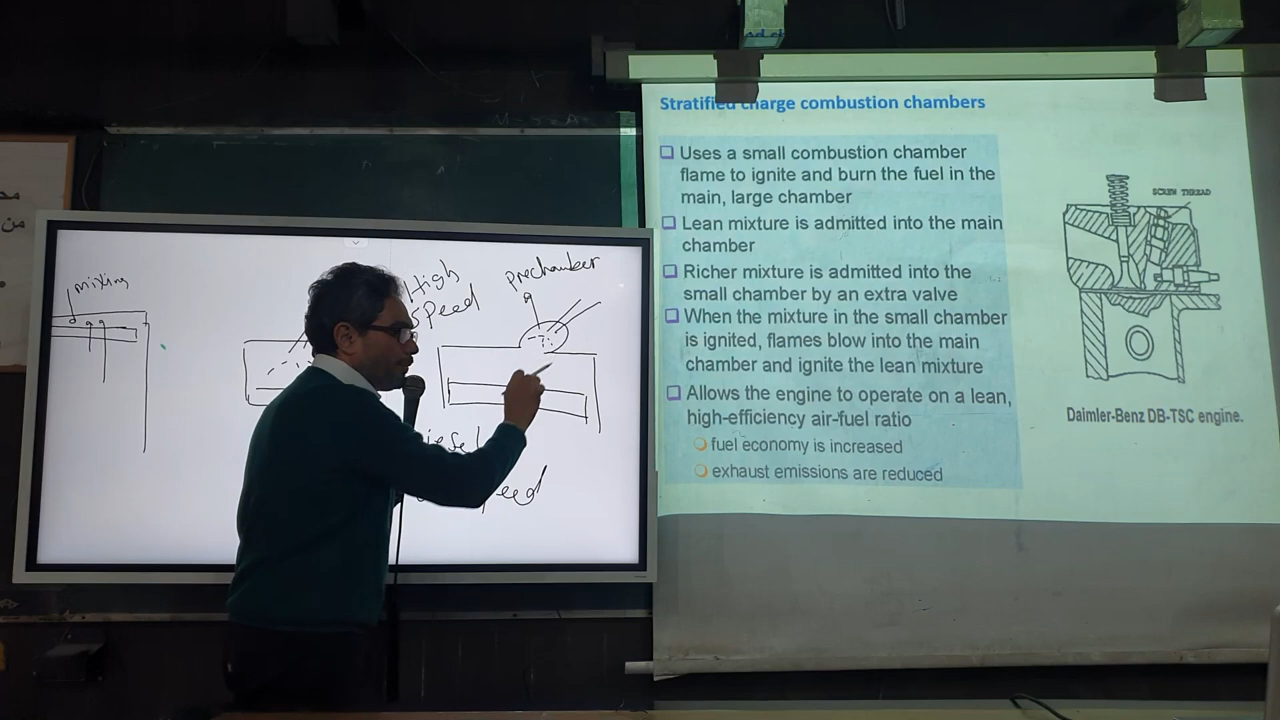 mixing
High
speed
prechamber
Stratified charge combustion chambers
Uses a small combustion chamber
flame to ignite and burn the fuel in the
main, large chamber
Lean mixture is admitted into the main
chamber
Richer mixture is admitted into the
small chamber by an extra valve
When the mixture in the small chamber
is ignited, flames blow into the main
chamber and ignite the lean mixture
Allows the engine to operate on a lean,
high-efficiency air-fuel ratio
fuel economy is increased
exhaust emissions are reduced
SCREW THREAD
Daimler-Benz DB-TSC engine.
من